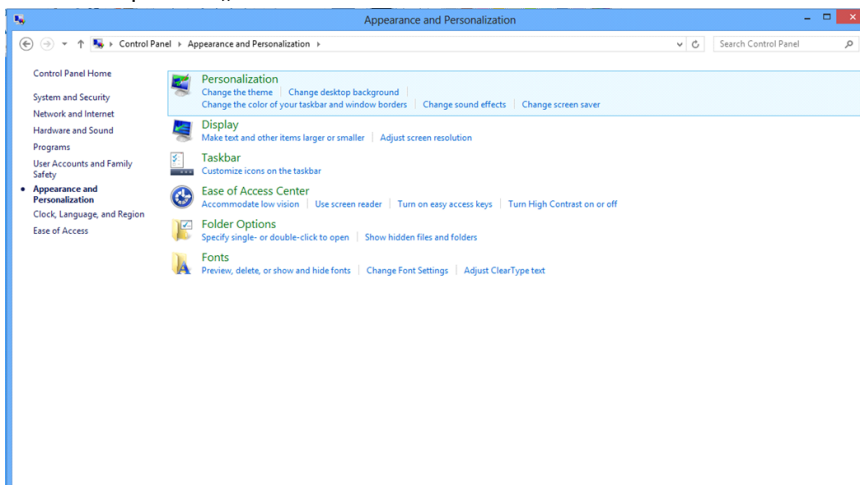 Appearance and Personalization
Control Panel Appearance and Personalization
Search Control Panel
Control Panel Home
System and Security
Network and Internet
Hardware and Sound
Programs
User Accounts and Family
Safety
Appearance and
Personalization
Clock, Language, and Region
Ease of Access
Personalization
Change the theme Change desktop background
Change the color of your taskbar and window borders Change sound effects Change screen saver
Display
Make text and other items larger or smaller Adjust screen resolution
Taskbar
Customize icons on the taskbar
Ease of Access Center
Accommodate low vision Use screen reader Turn on easy access keys Turn High Contrast on or off
Folder Options
Specify single- or double-click to open Show hidden files and folders
Fonts
Preview, delete, or show and hide fonts Change Font Settings Adjust ClearType text